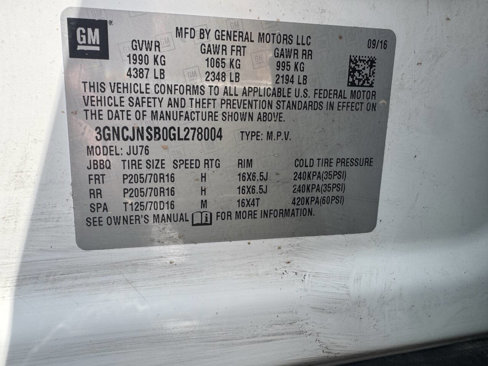 GM
MFD BY GENERAL MOTORS LLC
09/16
GVWR GAWR FRT GAWR RR
1990 KG 1065 KG 995 KG
4387 LB 2348 LB 2194 LB
THIS VEHICLE CONFORMS TO ALL APPLICABLE U.S. FEDERAL MOTOR
VEHICLE SAFETY AND THEFT PREVENTION STANDARDS IN EFFECT ON
THE DATE OF MANUFACTURE SHOWN ABOVE.
3GNCJNSB0GL278004 TYPE: M.P.V.
MODEL: JU76
JBBQ TIRE SIZE SPEED RTG RIM COLD TIRE PRESSURE
FRT P205/70R16 H 16X6.5J 240KPA(35PSI)
RR P205/70R16 H 16X6.5J 240KPA(35PSI)
SPA T125/70D16 M 16X4T 420KPA(60PSI)
SEE OWNER'S MANUAL FOR MORE INFORMATION.